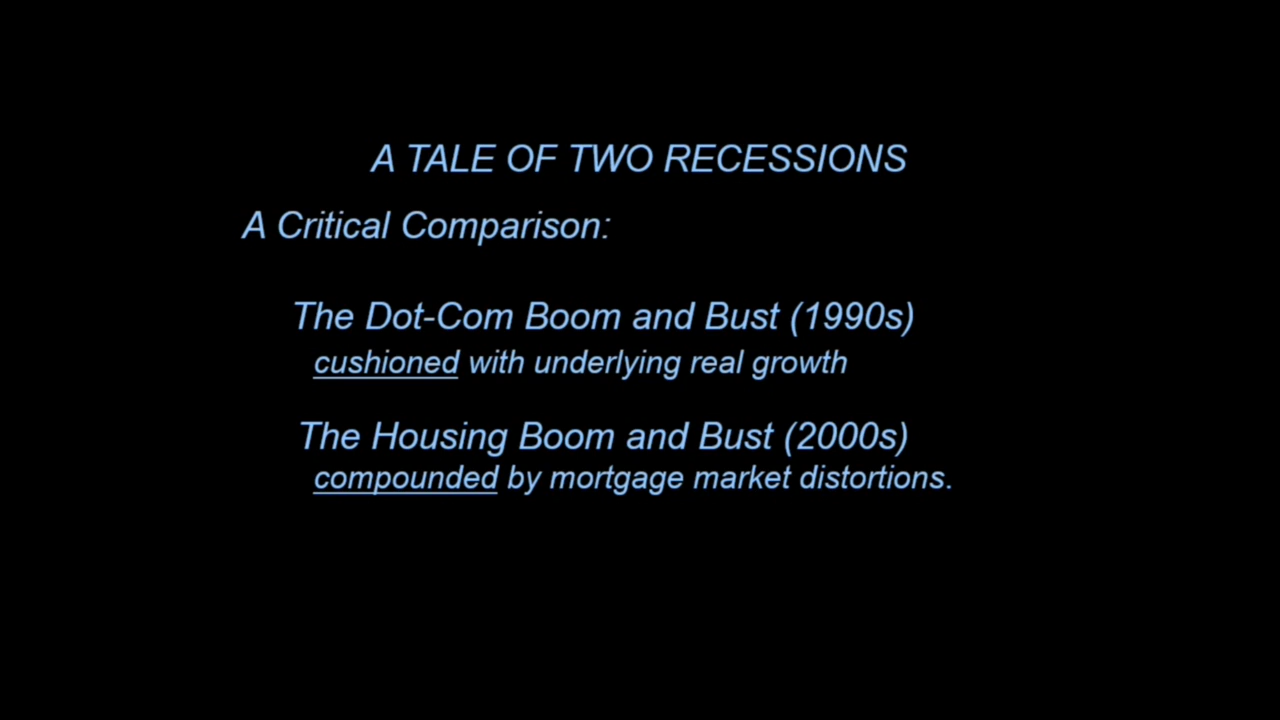 A TALE OF TWO RECESSIONS
A Critical Comparison:
The Dot-Com Boom and Bust (1990s)
cushioned with underlying real growth
The Housing Boom and Bust (2000s)
compounded by mortgage market distortions.